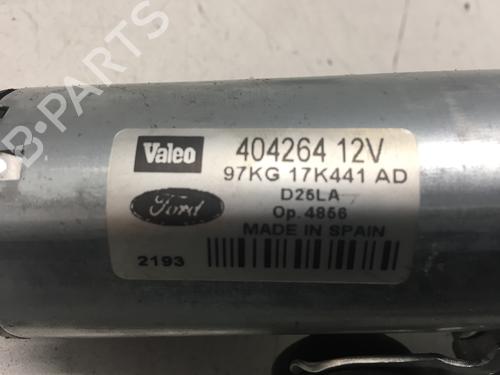 Valeo 404264 12V
97KG 17K441 AD
Ford
D25LA
Op. 4856
MADE IN SPAIN
2193
B-PARTS